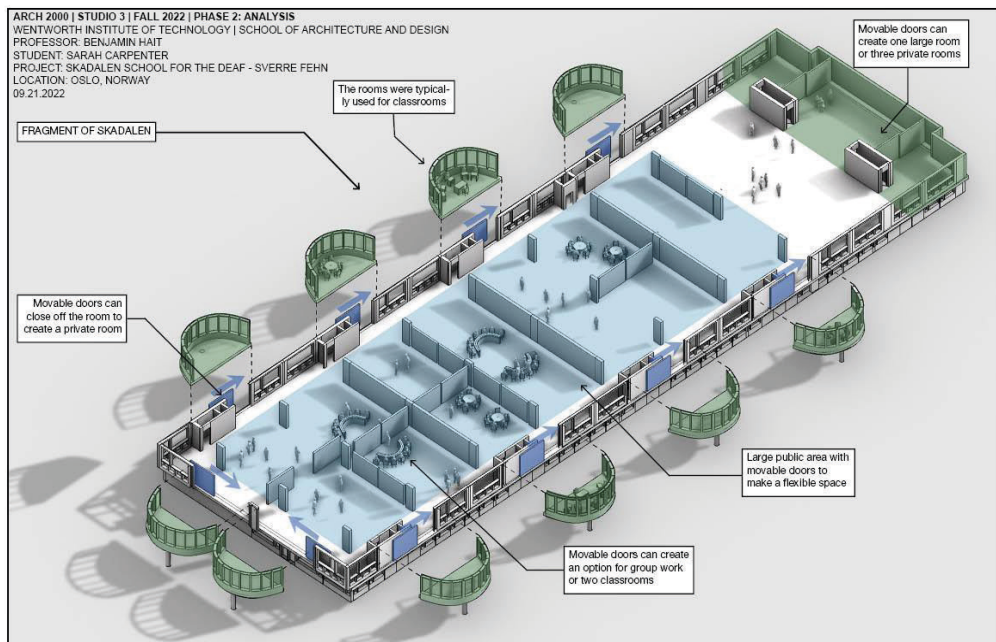 ARCH 2000 | STUDIO 3 | FALL 2022 | PHASE 2: ANALYSIS
WENTWORTH INSTITUTE OF TECHNOLOGY | SCHOOL OF ARCHITECTURE AND DESIGN
PROFESSOR: BENJAMIN HAIT
STUDENT: SARAH CARPENTER
PROJECT: SKADALEN SCHOOL FOR THE DEAF - SVERRE FEHN
LOCATION: OSLO, NORWAY
09.21.2022
Movable doors can
create one large room
or three private rooms
The rooms were typical-
ly used for classrooms
FRAGMENT OF SKADALEN
Movable doors can
close off the room to
create a private room
Large public area with
movable doors to
make a flexible space
Movable doors can create
an option for group work
or two classrooms